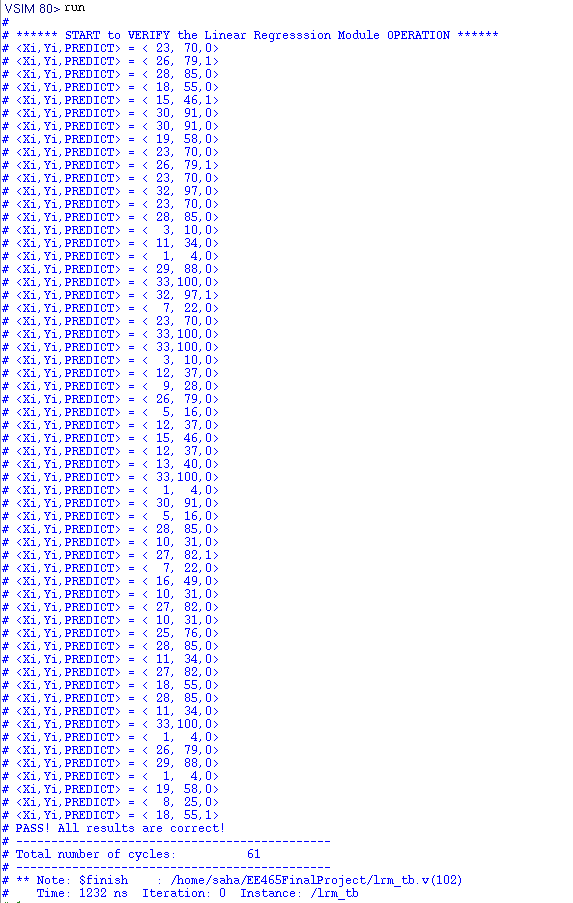 VSIM 80> run
#
# ****** START to VERIFY the Linear Regresssion Module OPERATION ******
# <Xi,Yi,PREDICT> = < 23, 70,0>
# <Xi,Yi,PREDICT> = < 26, 79,1>
# <Xi,Yi,PREDICT> = < 28, 85,0>
# <Xi,Yi,PREDICT> = < 18, 55,0>
# <Xi,Yi,PREDICT> = < 15, 46,1>
# <Xi,Yi,PREDICT> = < 30, 91,0>
# <Xi,Yi,PREDICT> = < 30, 91,0>
# <Xi,Yi,PREDICT> = < 19, 58,0>
# <Xi,Yi,PREDICT> = < 23, 70,0>
# <Xi,Yi,PREDICT> = < 26, 79,1>
# <Xi,Yi,PREDICT> = < 23, 70,0>
# <Xi,Yi,PREDICT> = < 32, 97,0>
# <Xi,Yi,PREDICT> = < 23, 70,0>
# <Xi,Yi,PREDICT> = < 28, 85,0>
# <Xi,Yi,PREDICT> = <  3, 10,0>
# <Xi,Yi,PREDICT> = < 11, 34,0>
# <Xi,Yi,PREDICT> = <  1,  4,0>
# <Xi,Yi,PREDICT> = < 29, 88,0>
# <Xi,Yi,PREDICT> = < 33,100,0>
# <Xi,Yi,PREDICT> = < 32, 97,1>
# <Xi,Yi,PREDICT> = <  7, 22,0>
# <Xi,Yi,PREDICT> = < 23, 70,0>
# <Xi,Yi,PREDICT> = < 33,100,0>
# <Xi,Yi,PREDICT> = < 33,100,0>
# <Xi,Yi,PREDICT> = <  3, 10,0>
# <Xi,Yi,PREDICT> = < 12, 37,0>
# <Xi,Yi,PREDICT> = <  9, 28,0>
# <Xi,Yi,PREDICT> = < 26, 79,0>
# <Xi,Yi,PREDICT> = <  5, 16,0>
# <Xi,Yi,PREDICT> = < 12, 37,0>
# <Xi,Yi,PREDICT> = < 15, 46,0>
# <Xi,Yi,PREDICT> = < 12, 37,0>
# <Xi,Yi,PREDICT> = < 13, 40,0>
# <Xi,Yi,PREDICT> = < 33,100,0>
# <Xi,Yi,PREDICT> = <  1,  4,0>
# <Xi,Yi,PREDICT> = < 30, 91,0>
# <Xi,Yi,PREDICT> = <  5, 16,0>
# <Xi,Yi,PREDICT> = < 28, 85,0>
# <Xi,Yi,PREDICT> = < 10, 31,0>
# <Xi,Yi,PREDICT> = < 27, 82,1>
# <Xi,Yi,PREDICT> = <  7, 22,0>
# <Xi,Yi,PREDICT> = < 16, 49,0>
# <Xi,Yi,PREDICT> = < 10, 31,0>
# <Xi,Yi,PREDICT> = < 27, 82,0>
# <Xi,Yi,PREDICT> = < 10, 31,0>
# <Xi,Yi,PREDICT> = < 25, 76,0>
# <Xi,Yi,PREDICT> = < 28, 85,0>
# <Xi,Yi,PREDICT> = < 11, 34,0>
# <Xi,Yi,PREDICT> = < 27, 82,0>
# <Xi,Yi,PREDICT> = < 18, 55,0>
# <Xi,Yi,PREDICT> = < 28, 85,0>
# <Xi,Yi,PREDICT> = < 11, 34,0>
# <Xi,Yi,PREDICT> = < 33,100,0>
# <Xi,Yi,PREDICT> = <  1,  4,0>
# <Xi,Yi,PREDICT> = < 26, 79,0>
# <Xi,Yi,PREDICT> = < 29, 88,0>
# <Xi,Yi,PREDICT> = <  1,  4,0>
# <Xi,Yi,PREDICT> = < 19, 58,0>
# <Xi,Yi,PREDICT> = <  8, 25,0>
# <Xi,Yi,PREDICT> = < 18, 55,1>
# PASS! All results are correct!
# -------------------------------------------
# Total number of cycles:          61
# -------------------------------------------
# ** Note: $finish    : /home/saha/EE465FinalProject/lrm_tb.v(102)
#    Time: 1232 ns  Iteration: 0  Instance: /lrm_tb